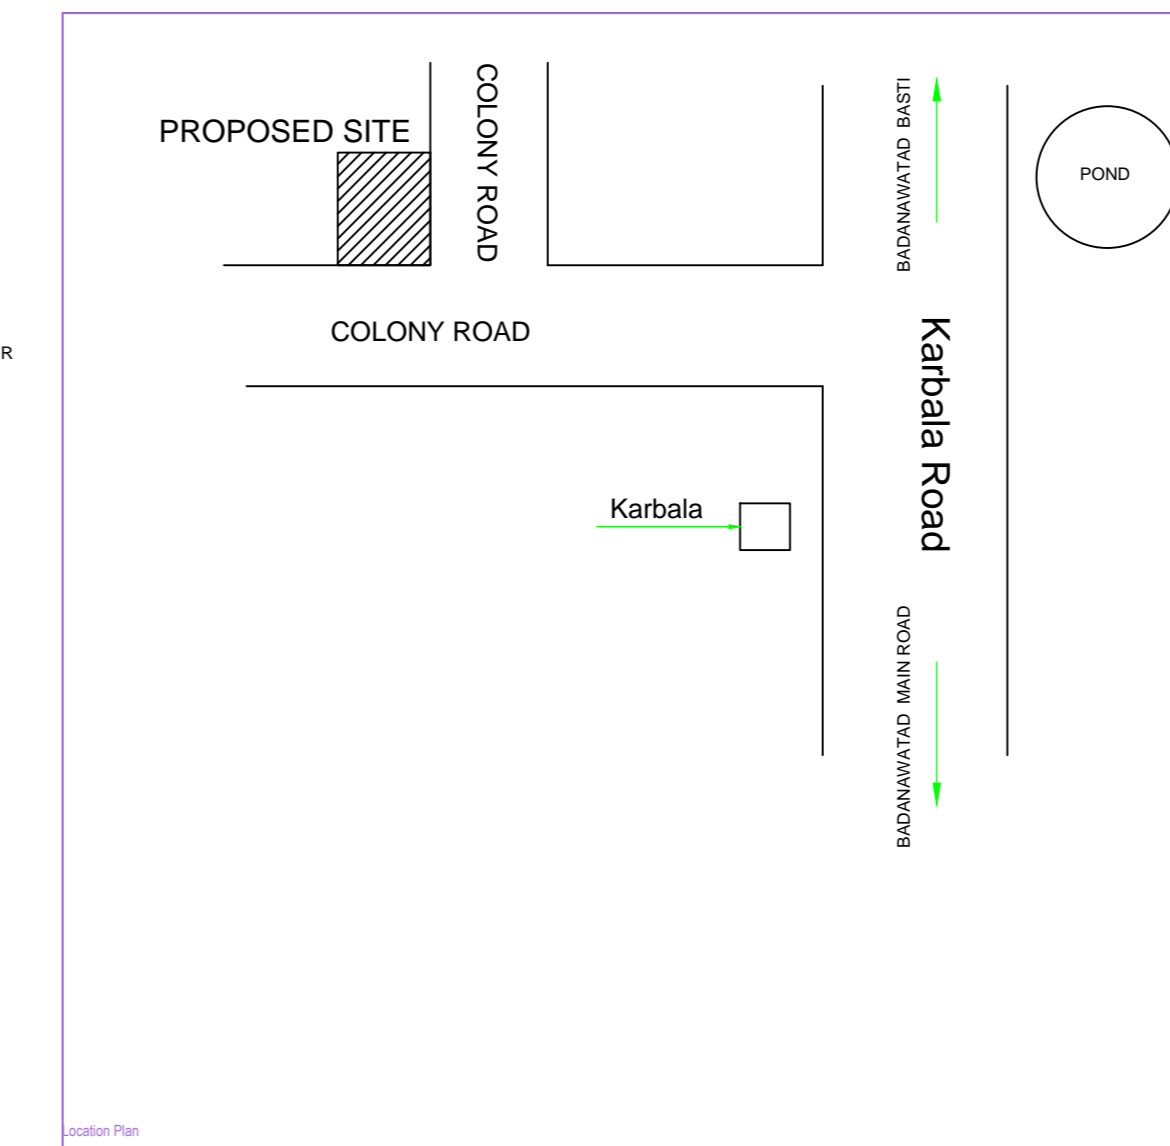 COLONY ROAD
PROPOSED SITE
BADANAWATAD BASTI
POND
COLONY ROAD
R
Karbala Road
Karbala
BADANAWATAD MAIN ROAD
Location Plan